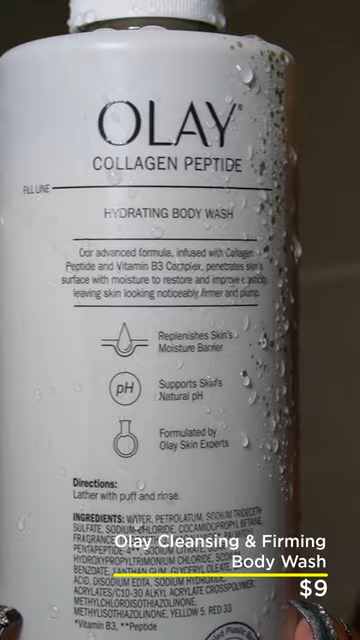 OLAY
COLLAGEN PEPTIDE
FILL LINE
HYDRATING BODY WASH
Our advanced formula, infused with Collagen
Peptide and Vitamin B3 Complex, penetrates skin's
surface with moisture to restore and improve elasticity
leaving skin looking noticeably firmer and plump.
Replenishes Skin's
Moisture Barrier
pH
Supports Skin's
Natural pH
Formulated by
Olay Skin Experts
Directions:
Lather with puff and rinse.
INGREDIENTS: WATER, PETROLATUM, SODIUM TRIDECETH
SULFATE, SODIUM CHLORIDE, COCAMIDOPROPYL BETAINE,
FRAGRANCE
Olay Cleansing & Firming
PENTAPEPTIDE-4**, SODIUM CITRATE
HYDROXYPROPYLTRIMONIUM CHLORIDE
Body Wash
BENZOATE, XANTHAN GUM, GLYCERYL OLEATE
ACID, DISODIUM EDTA, SODIUM HYDROXIDE
$9
ACRYLATES/C10-30 ALKYL ACRYLATE CROSSPOLYMER,
METHYLCHLOROISOTHIAZOLINONE,
METHYLISOTHIAZOLINONE, YELLOW 5, RED 33
*Vitamin B3, **Peptide